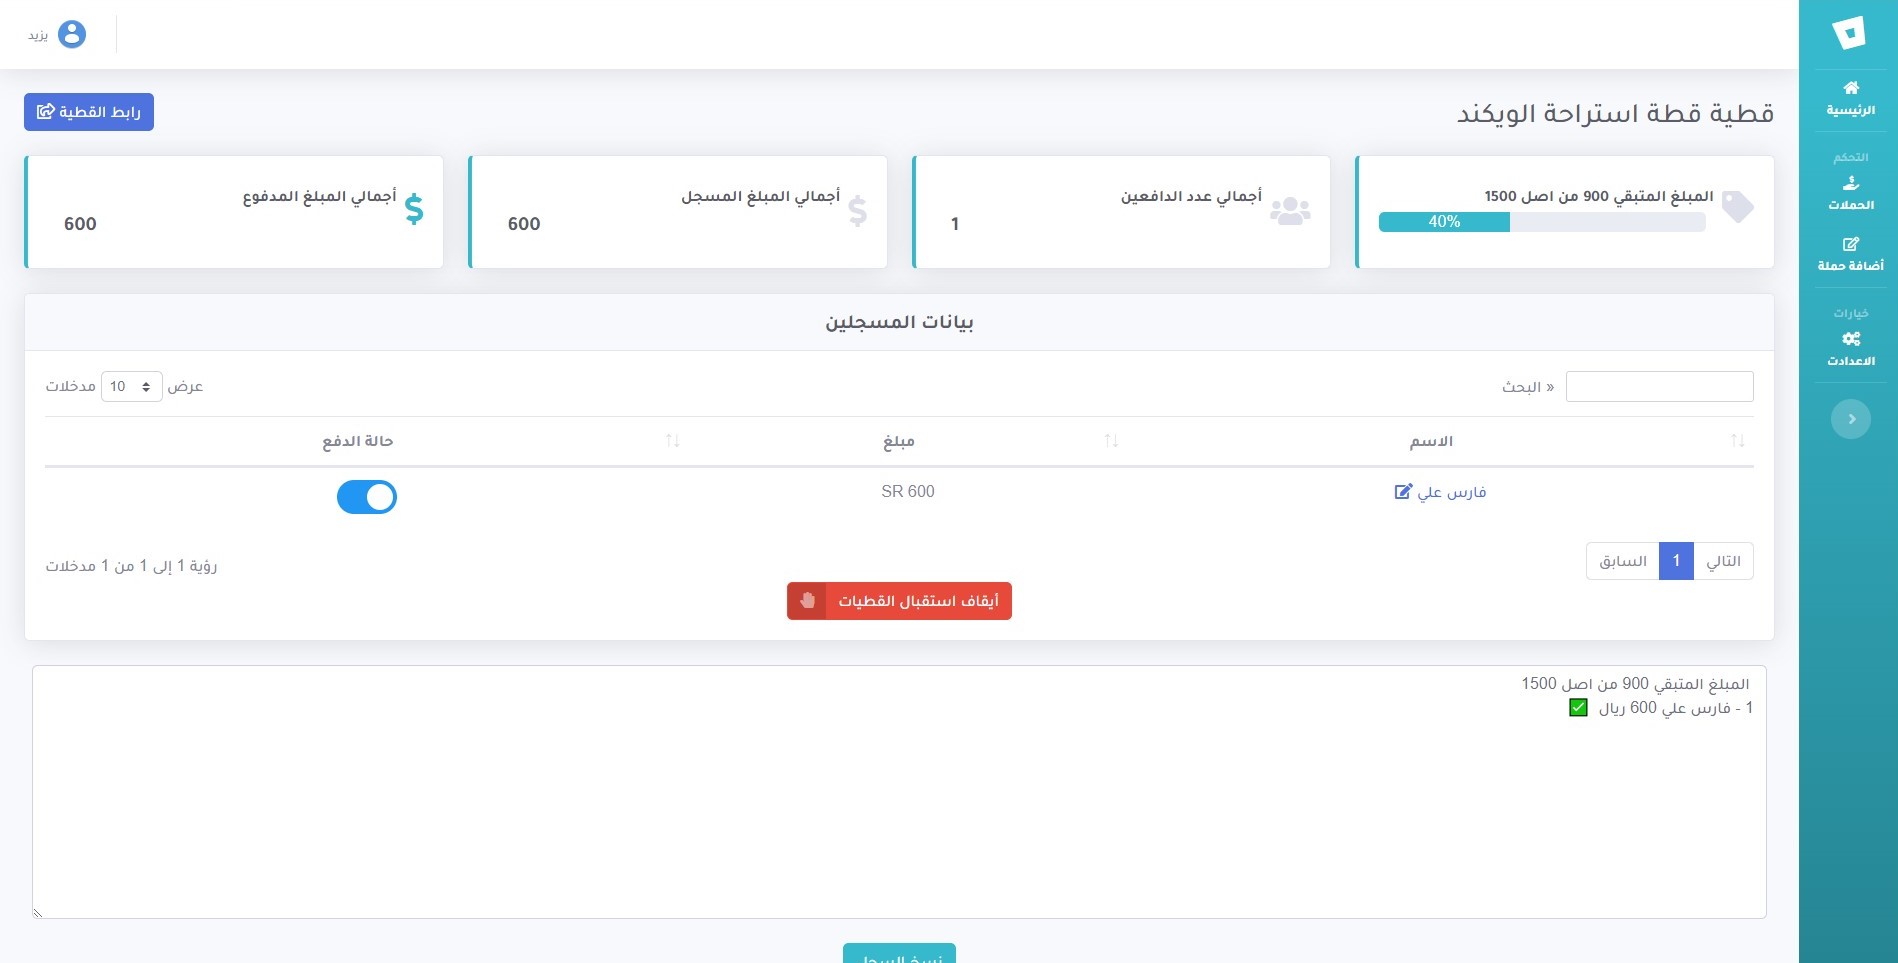 يزيد
الرئيسية
التحكم
الحملات
أضافة حملة
خيارات
الاعدادت
قطية قطة استراحة الويكند
رابط القطية
المبلغ المتبقي 900 من اصل 1500
40%
أجمالي عدد الدافعين
1
أجمالي المبلغ المسجل
600
أجمالي المبلغ المدفوع
600
بيانات المسجلين
« البحث
عرض 10 مدخلات
الاسم مبلغ حالة الدفع
فارس علي SR 600
التالي 1 السابق
رؤية 1 إلى 1 من 1 مدخلات
أيقاف استقبال القطيات
المبلغ المتبقي 900 من اصل 1500
1 - فارس علي 600 ريال ✅
نسخ السجل